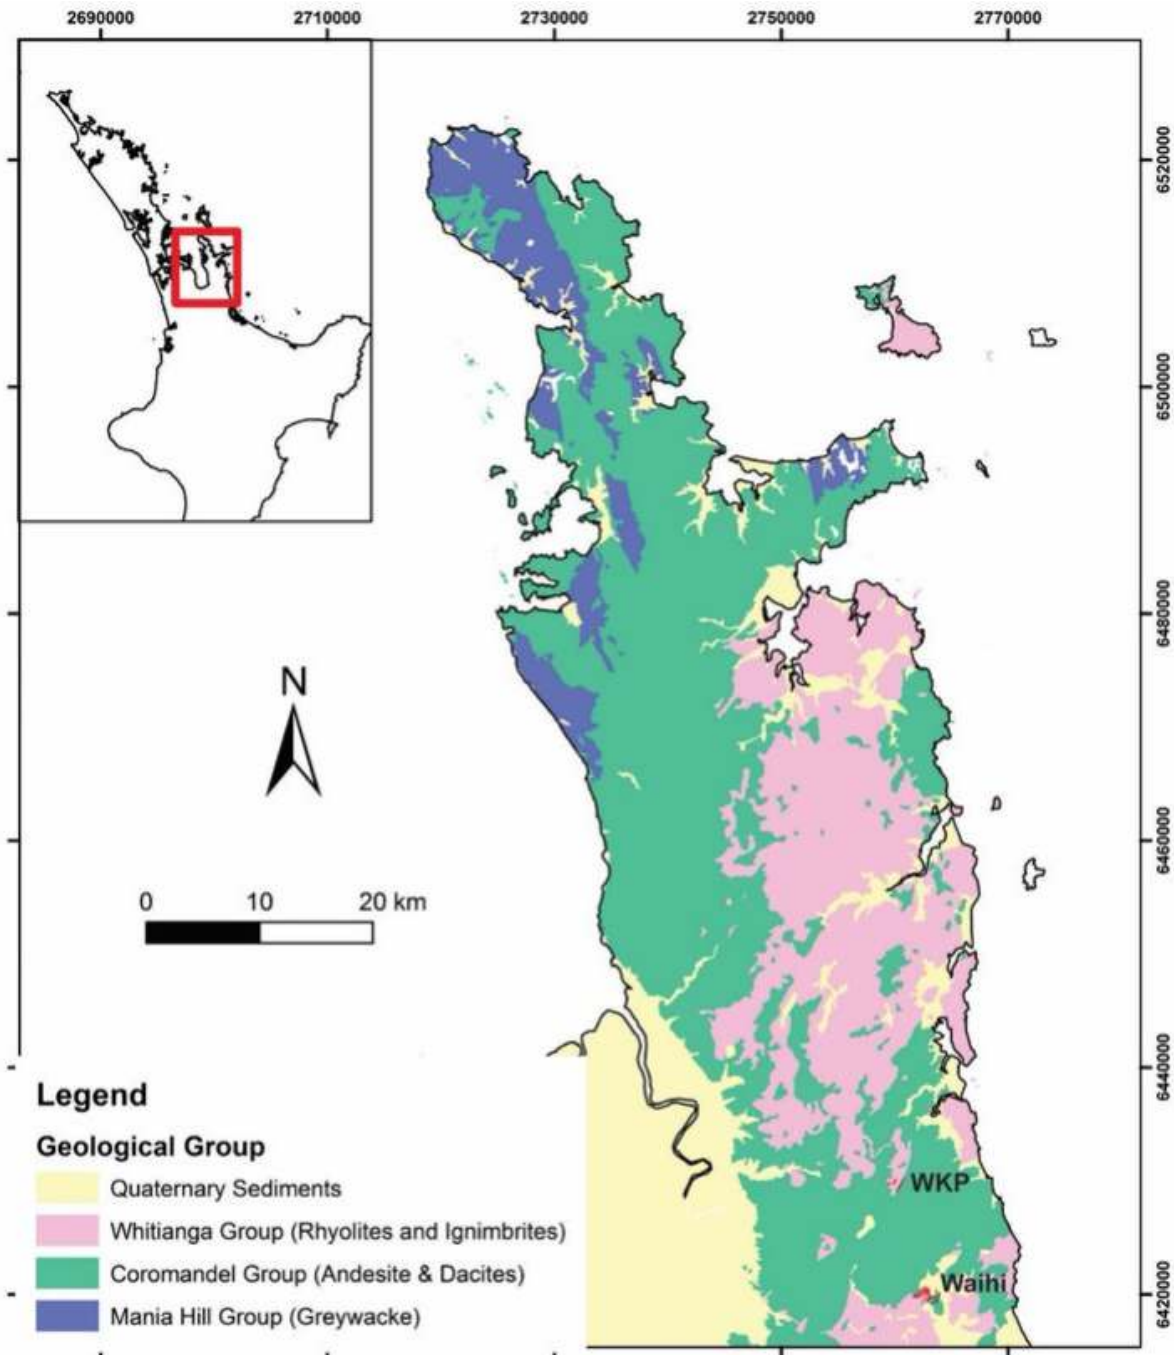 2690000 2710000 2730000 2750000 2770000
6520000
6500000
6480000
6460000
6440000
6420000
N
0 10 20 km
WKP
Waihi
Legend
Geological Group
Quaternary Sediments
Whitianga Group (Rhyolites and Ignimbrites)
Coromandel Group (Andesite & Dacites)
Mania Hill Group (Greywacke)